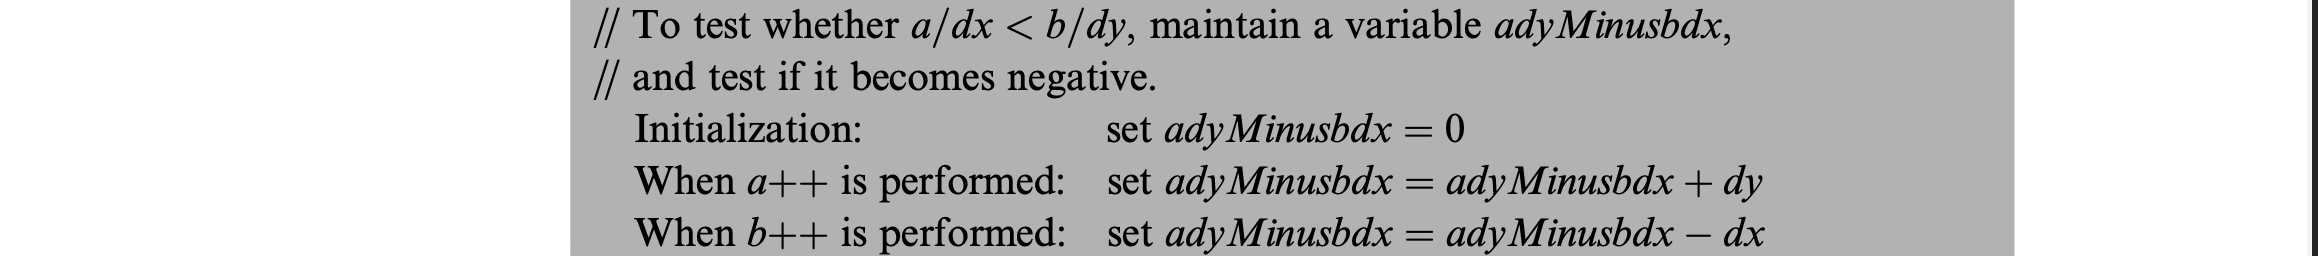 // To test whether a/dx < b/dy, maintain a variable adyMinusbdx,
// and test if it becomes negative.
Initialization: set adyMinusbdx = 0
When a++ is performed: set adyMinusbdx = adyMinusbdx + dy
When b++ is performed: set adyMinusbdx = adyMinusbdx − dx